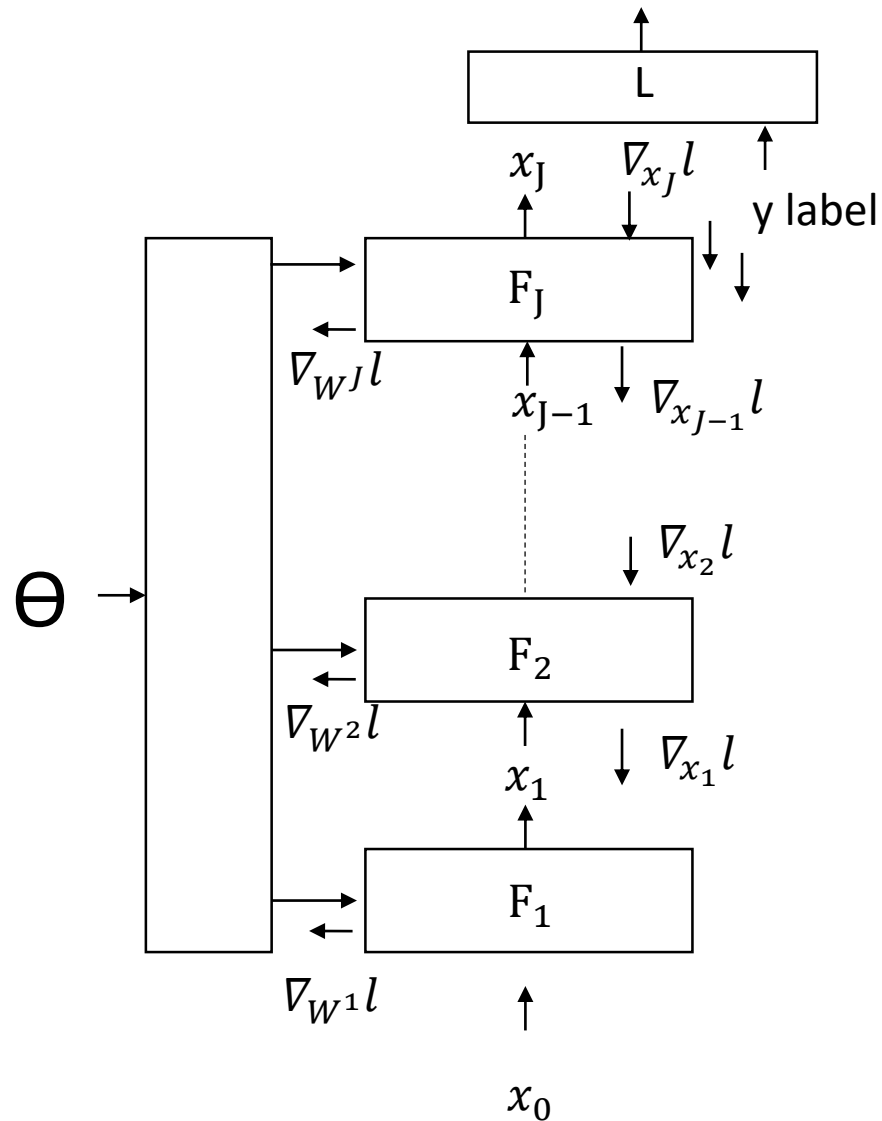 L
x_J
∇_{x_J} l
y label
F_J
∇_{W^J} l
x_{J−1}
∇_{x_{J−1}} l
∇_{x_2} l
Θ
F_2
∇_{W^2} l
∇_{x_1} l
x_1
F_1
∇_{W^1} l
x_0